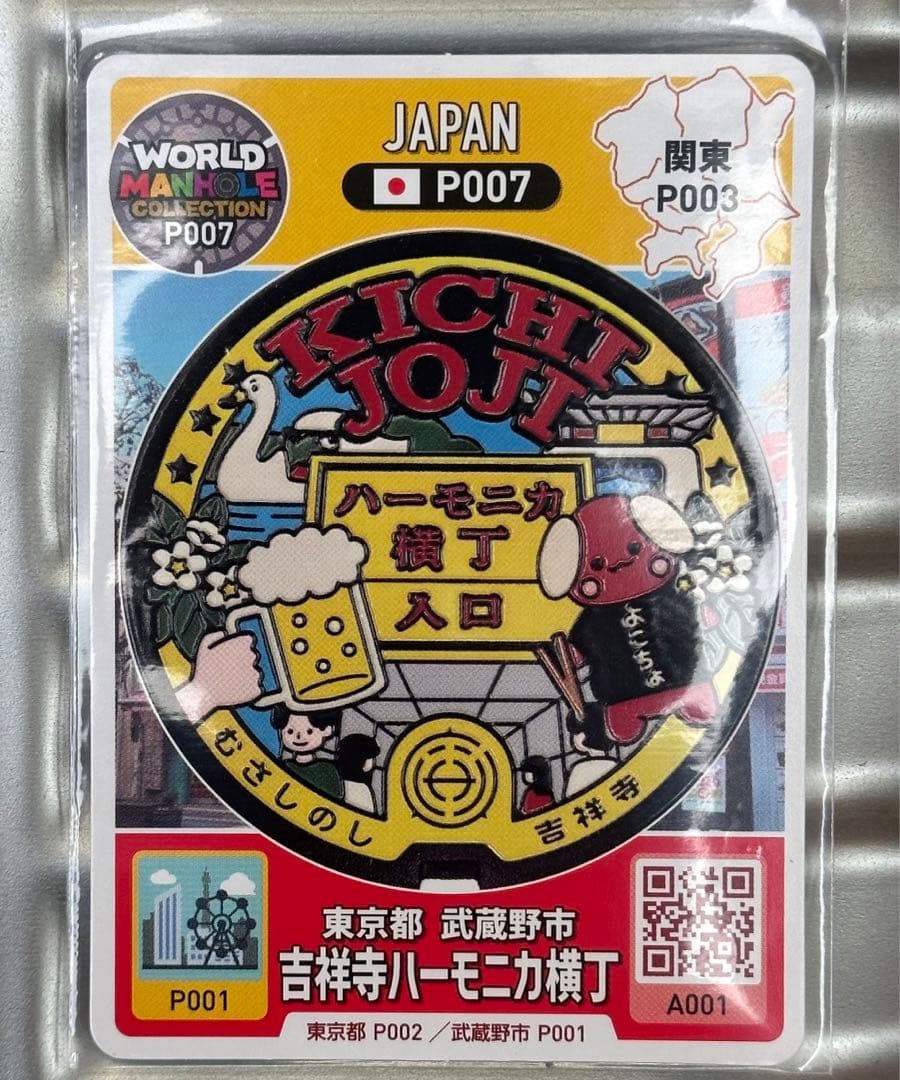 WORLD
MANHOLE
COLLECTION
P007
JAPAN
P007
関東
P003
KICHI
JOJI
ハーモニカ
横丁
入口
よこちょ
むさしのし
吉祥寺
P001
東京都 武蔵野市
吉祥寺ハーモニカ横丁
A001
東京都 P002 ／武蔵野市 P001